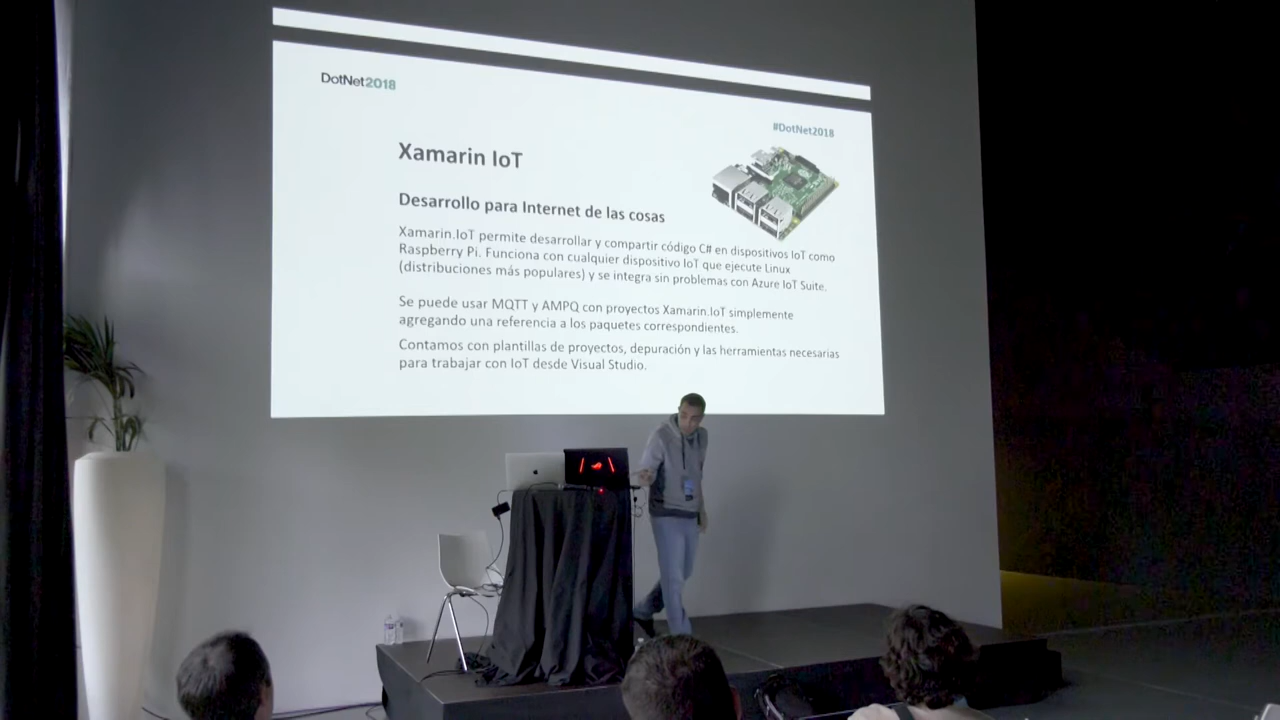 DotNet2018
#DotNet2018
Xamarin IoT
Desarrollo para Internet de las cosas
Xamarin.IoT permite desarrollar y compartir código C# en dispositivos IoT como
Raspberry Pi. Funciona con cualquier dispositivo IoT que ejecute Linux
(distribuciones más populares) y se integra sin problemas con Azure IoT Suite.
Se puede usar MQTT y AMPQ con proyectos Xamarin.IoT simplemente
agregando una referencia a los paquetes correspondientes.
Contamos con plantillas de proyectos, depuración y las herramientas necesarias
para trabajar con IoT desde Visual Studio.